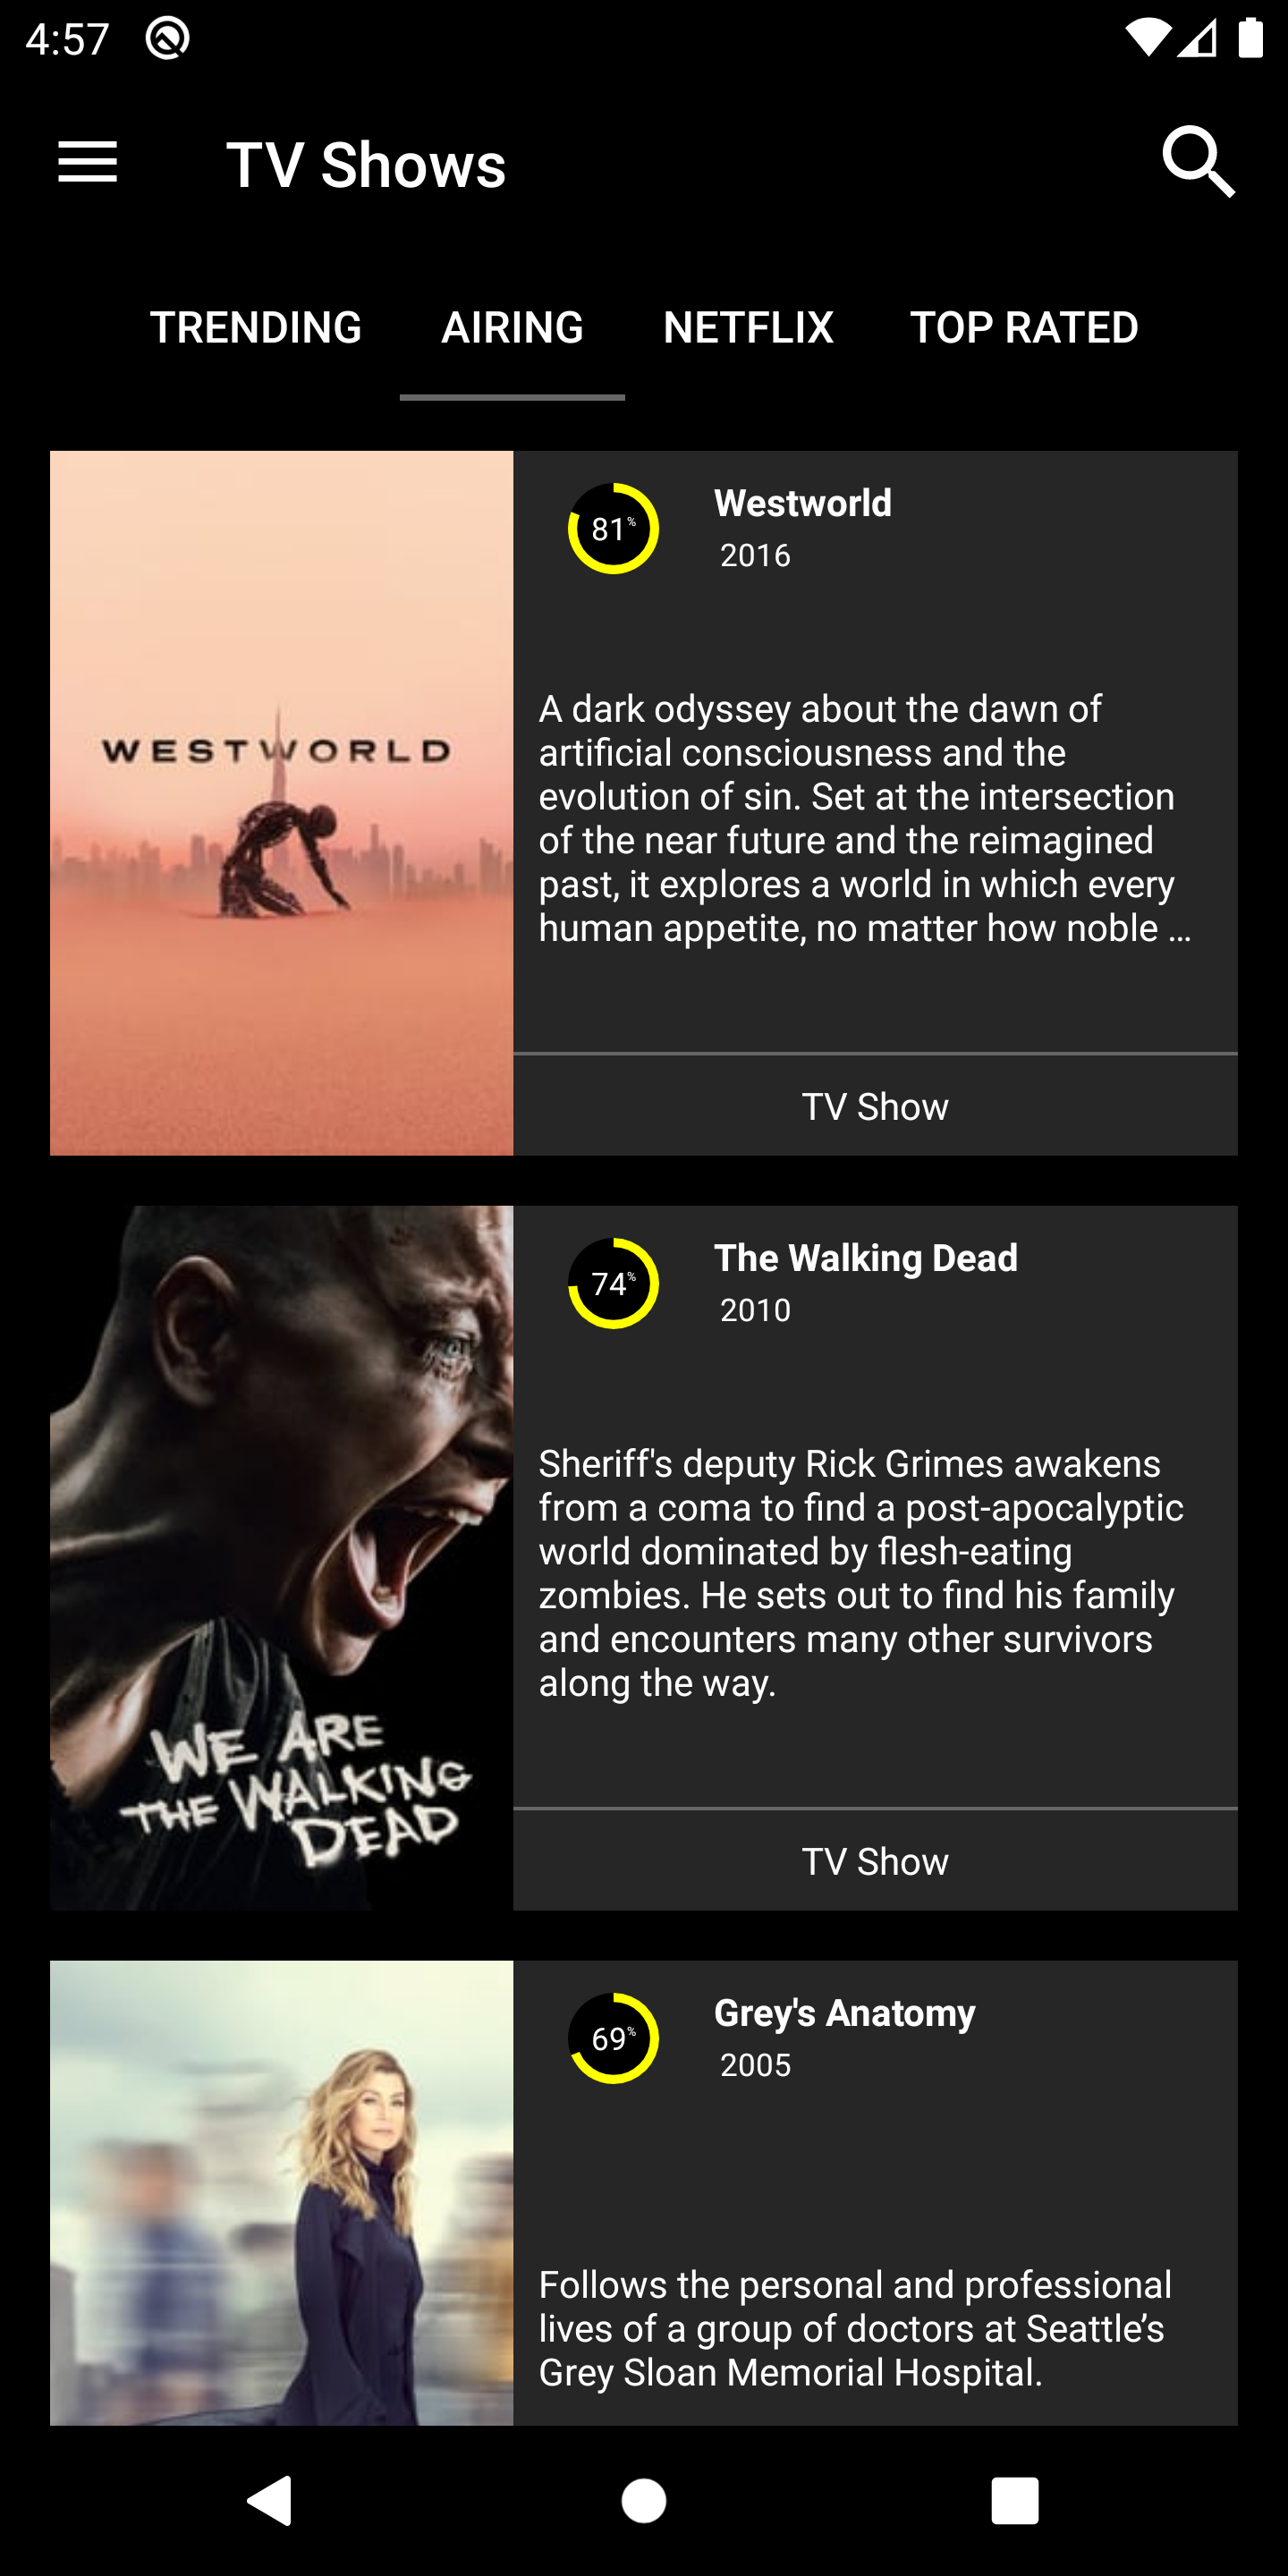 4:57
TV Shows
TRENDING AIRING NETFLIX TOP RATED
WESTWORLD
81%
Westworld
2016
A dark odyssey about the dawn of
artificial consciousness and the
evolution of sin. Set at the intersection
of the near future and the reimagined
past, it explores a world in which every
human appetite, no matter how noble …
TV Show
WE ARE
THE WALKING
DEAD
74%
The Walking Dead
2010
Sheriff's deputy Rick Grimes awakens
from a coma to find a post-apocalyptic
world dominated by flesh-eating
zombies. He sets out to find his family
and encounters many other survivors
along the way.
TV Show
69%
Grey's Anatomy
2005
Follows the personal and professional
lives of a group of doctors at Seattle’s
Grey Sloan Memorial Hospital.